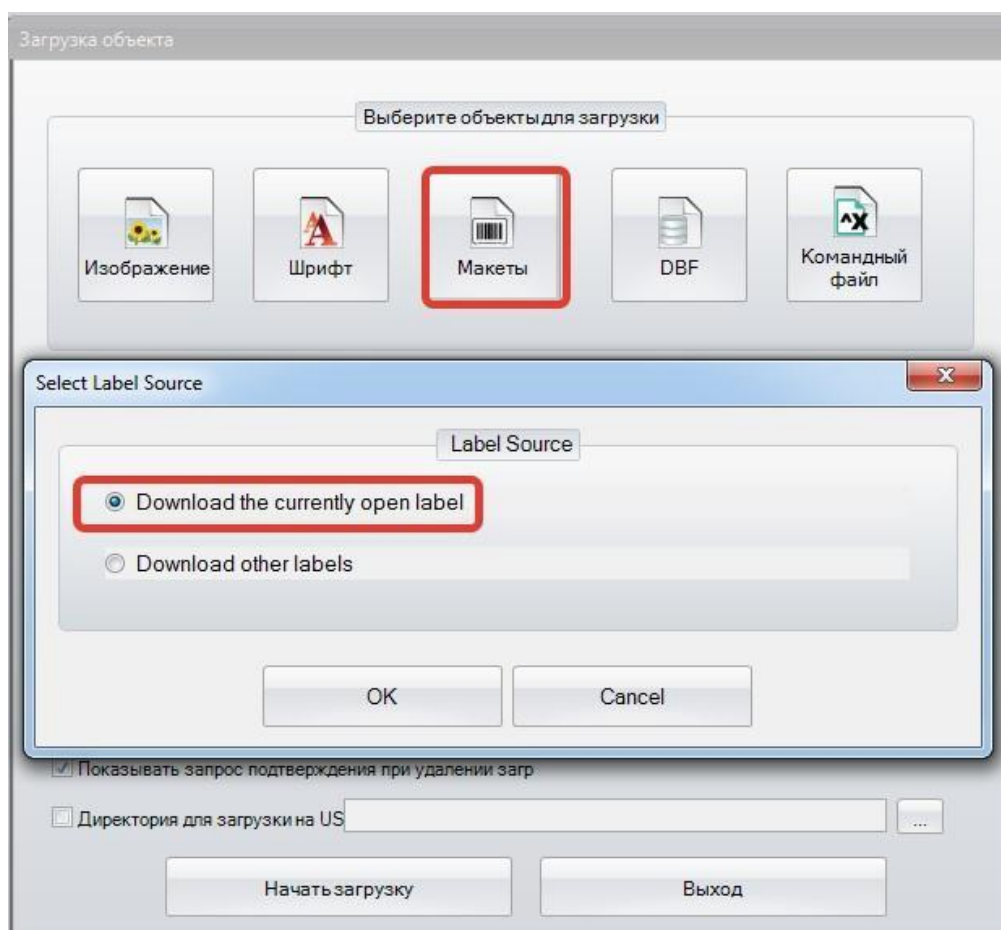 Загрузка объекта
Выберите объекты для загрузки
Изображение
Шрифт
Макеты
DBF
^X
Командный
файл
Select Label Source
Label Source
Download the currently open label
Download other labels
OK
Cancel
Показывать запрос подтверждения при удалении загр
Директория для загрузки на US
...
Начать загрузку
Выход